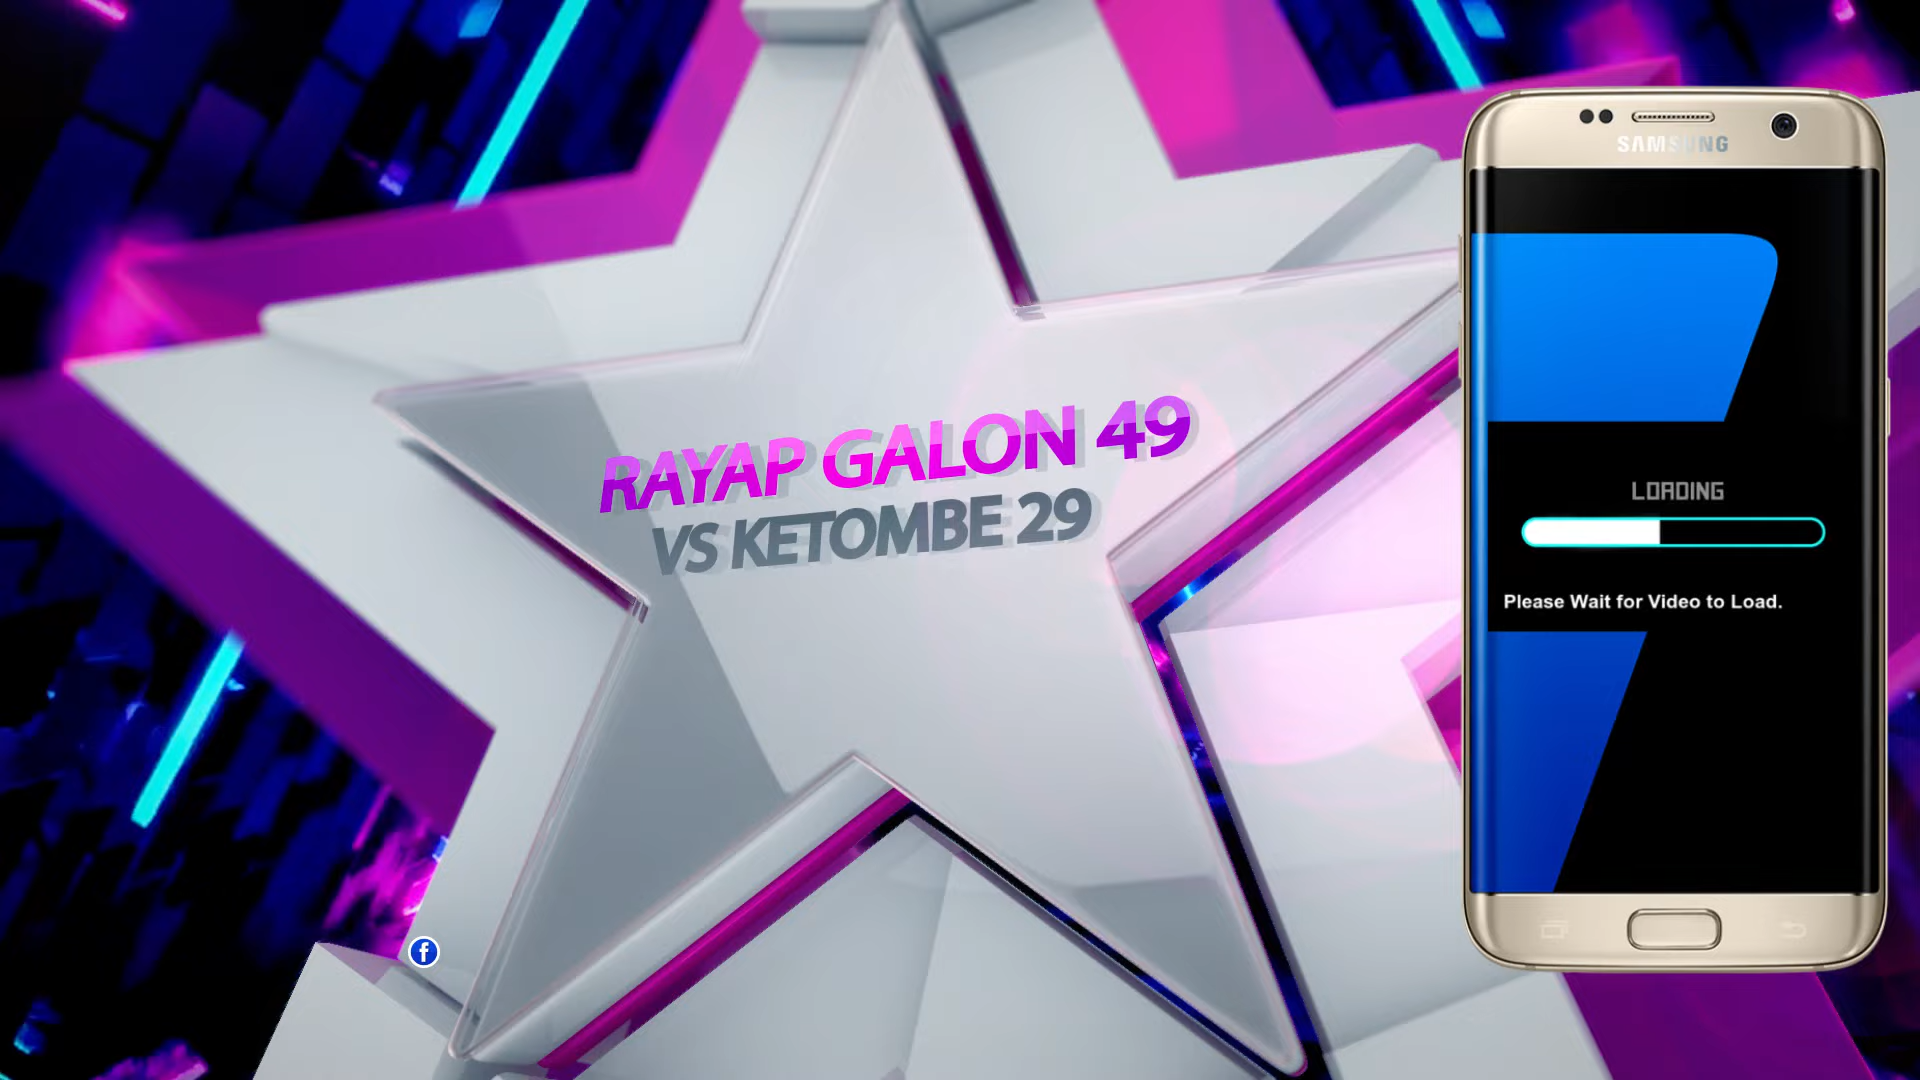 RAYAP GALON 49
VS KETOMBE 29
SAMSUNG
LOADING
Please Wait for Video to Load.
f